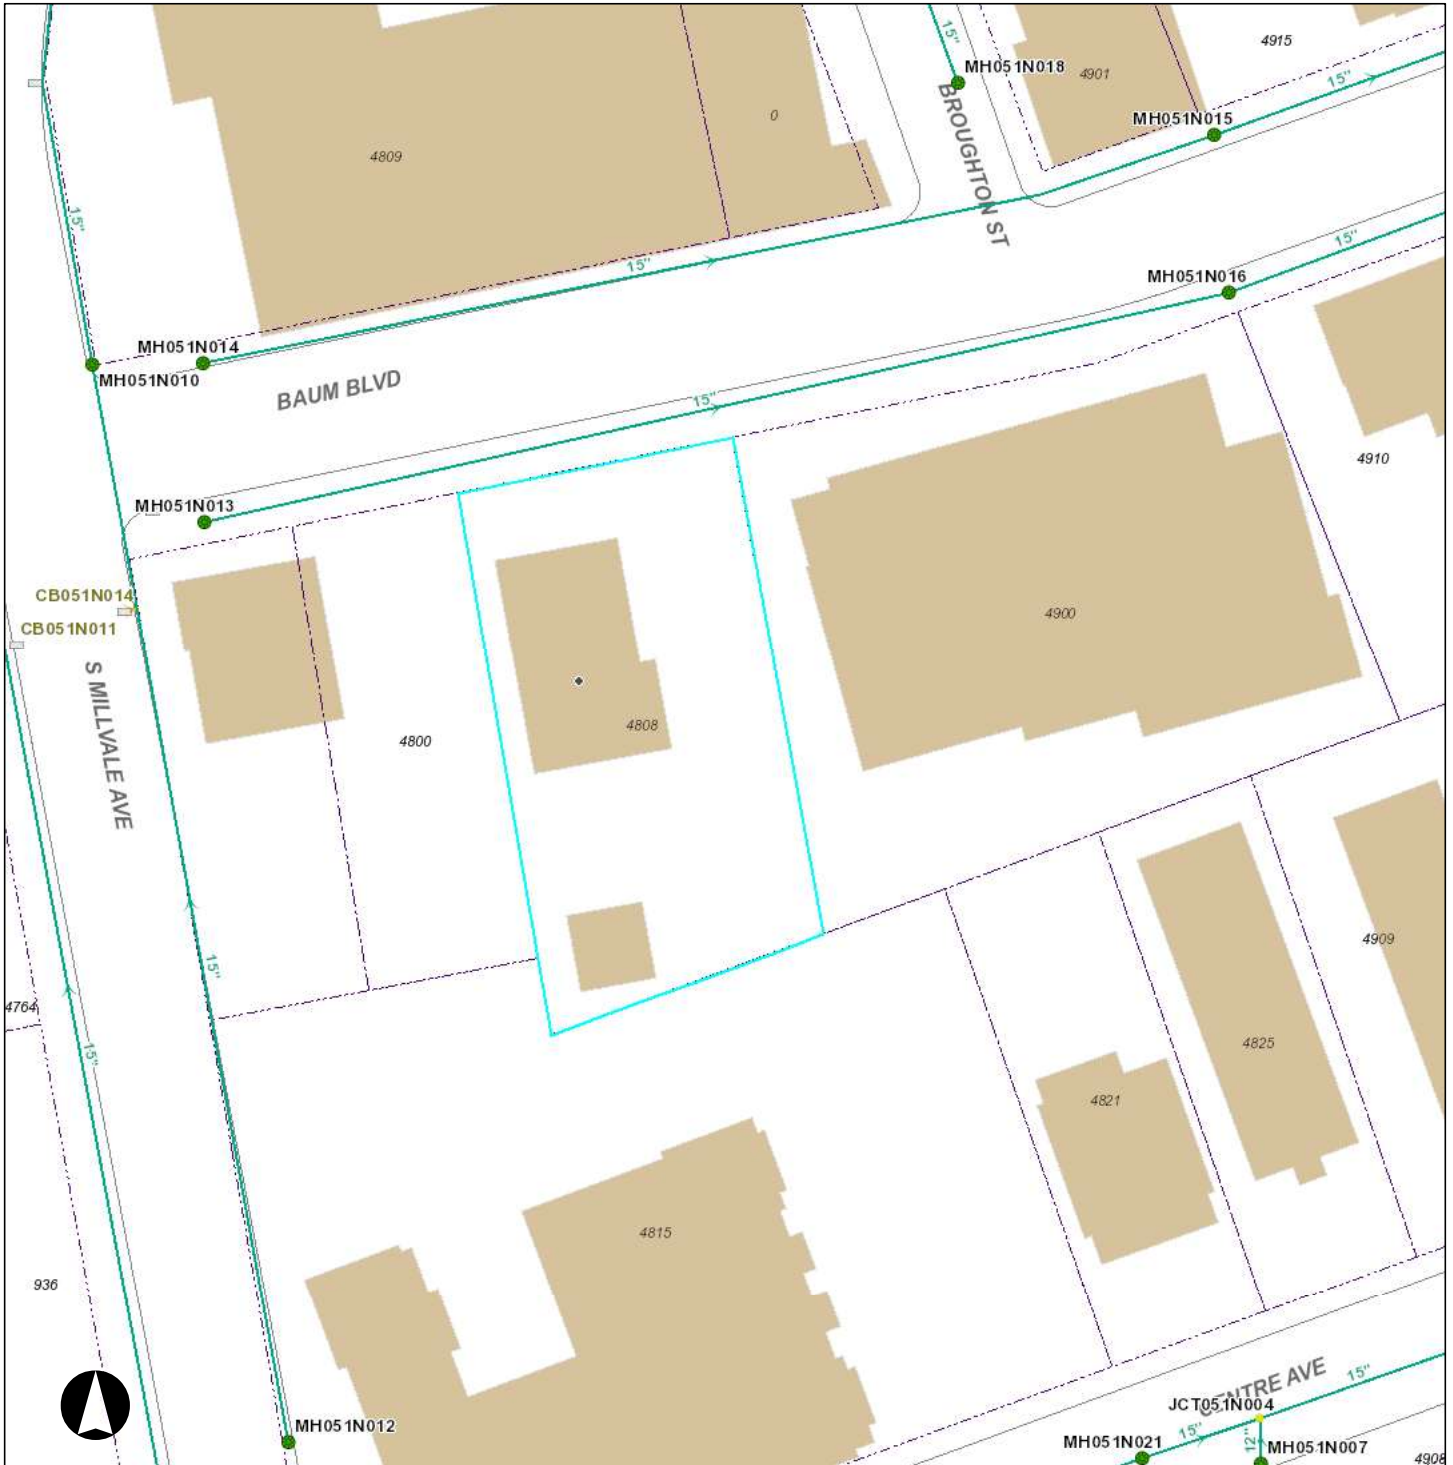 15"
MH051N018
4901
4915
15"
BROUGHTON ST
MH051N015
0
4809
15"
15"
15"
MH051N016
MH051N014
MH051N010
BAUM BLVD
15"
4910
MH051N013
CB051N014
CB051N011
4900
S MILLVALE AVE
4808
4800
15"
4909
4764
15"
4825
4821
4815
936
CENTRE AVE
15"
JCT051N004
MH051N012
15"
MH051N021
12"
MH051N007
4908